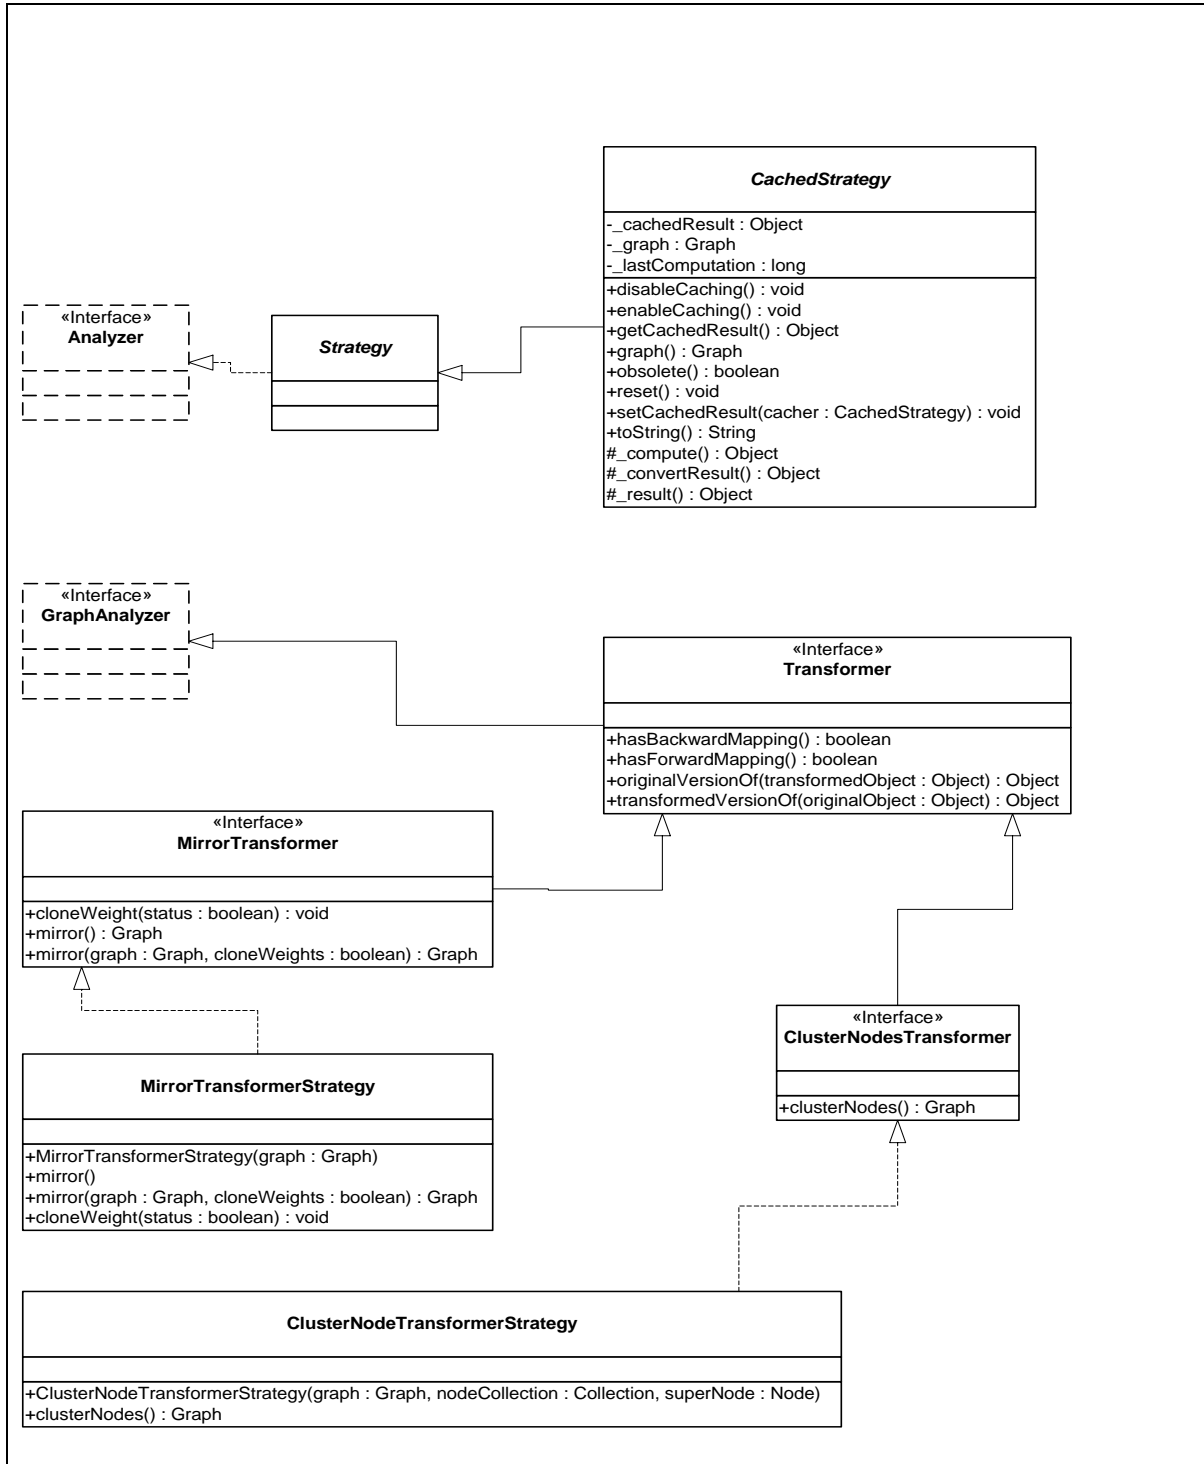 CachedStrategy
-_cachedResult : Object
-_graph : Graph
-_lastComputation : long
+disableCaching() : void
+enableCaching() : void
+getCachedResult() : Object
+graph() : Graph
+obsolete() : boolean
+reset() : void
+setCachedResult(cacher : CachedStrategy) : void
+toString() : String
#_compute() : Object
#_convertResult() : Object
#_result() : Object
«Interface»
Analyzer
Strategy
«Interface»
GraphAnalyzer
«Interface»
Transformer
+hasBackwardMapping() : boolean
+hasForwardMapping() : boolean
+originalVersionOf(transformedObject : Object) : Object
+transformedVersionOf(originalObject : Object) : Object
«Interface»
MirrorTransformer
+cloneWeight(status : boolean) : void
+mirror() : Graph
+mirror(graph : Graph, cloneWeights : boolean) : Graph
«Interface»
ClusterNodesTransformer
+clusterNodes() : Graph
MirrorTransformerStrategy
+MirrorTransformerStrategy(graph : Graph)
+mirror()
+mirror(graph : Graph, cloneWeights : boolean) : Graph
+cloneWeight(status : boolean) : void
ClusterNodeTransformerStrategy
+ClusterNodeTransformerStrategy(graph : Graph, nodeCollection : Collection, superNode : Node)
+clusterNodes() : Graph